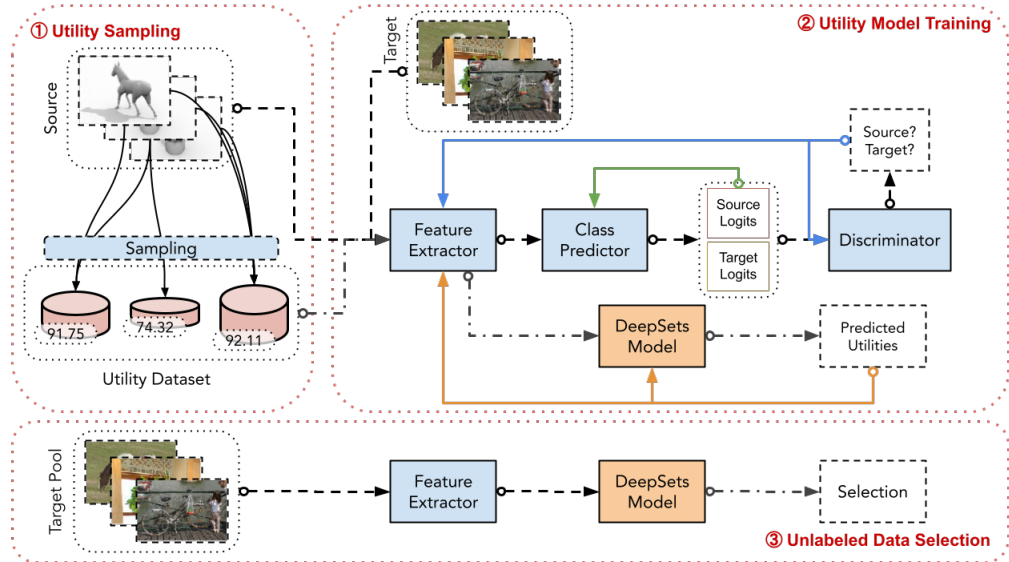 ① Utility Sampling
Source
Sampling
91.75
74.32
92.11
Utility Dataset
② Utility Model Training
Target
Source?
Target?
Feature
Extractor
Class
Predictor
Source
Logits
Target
Logits
Discriminator
DeepSets
Model
Predicted
Utilities
Target Pool
Feature
Extractor
DeepSets
Model
Selection
③ Unlabeled Data Selection